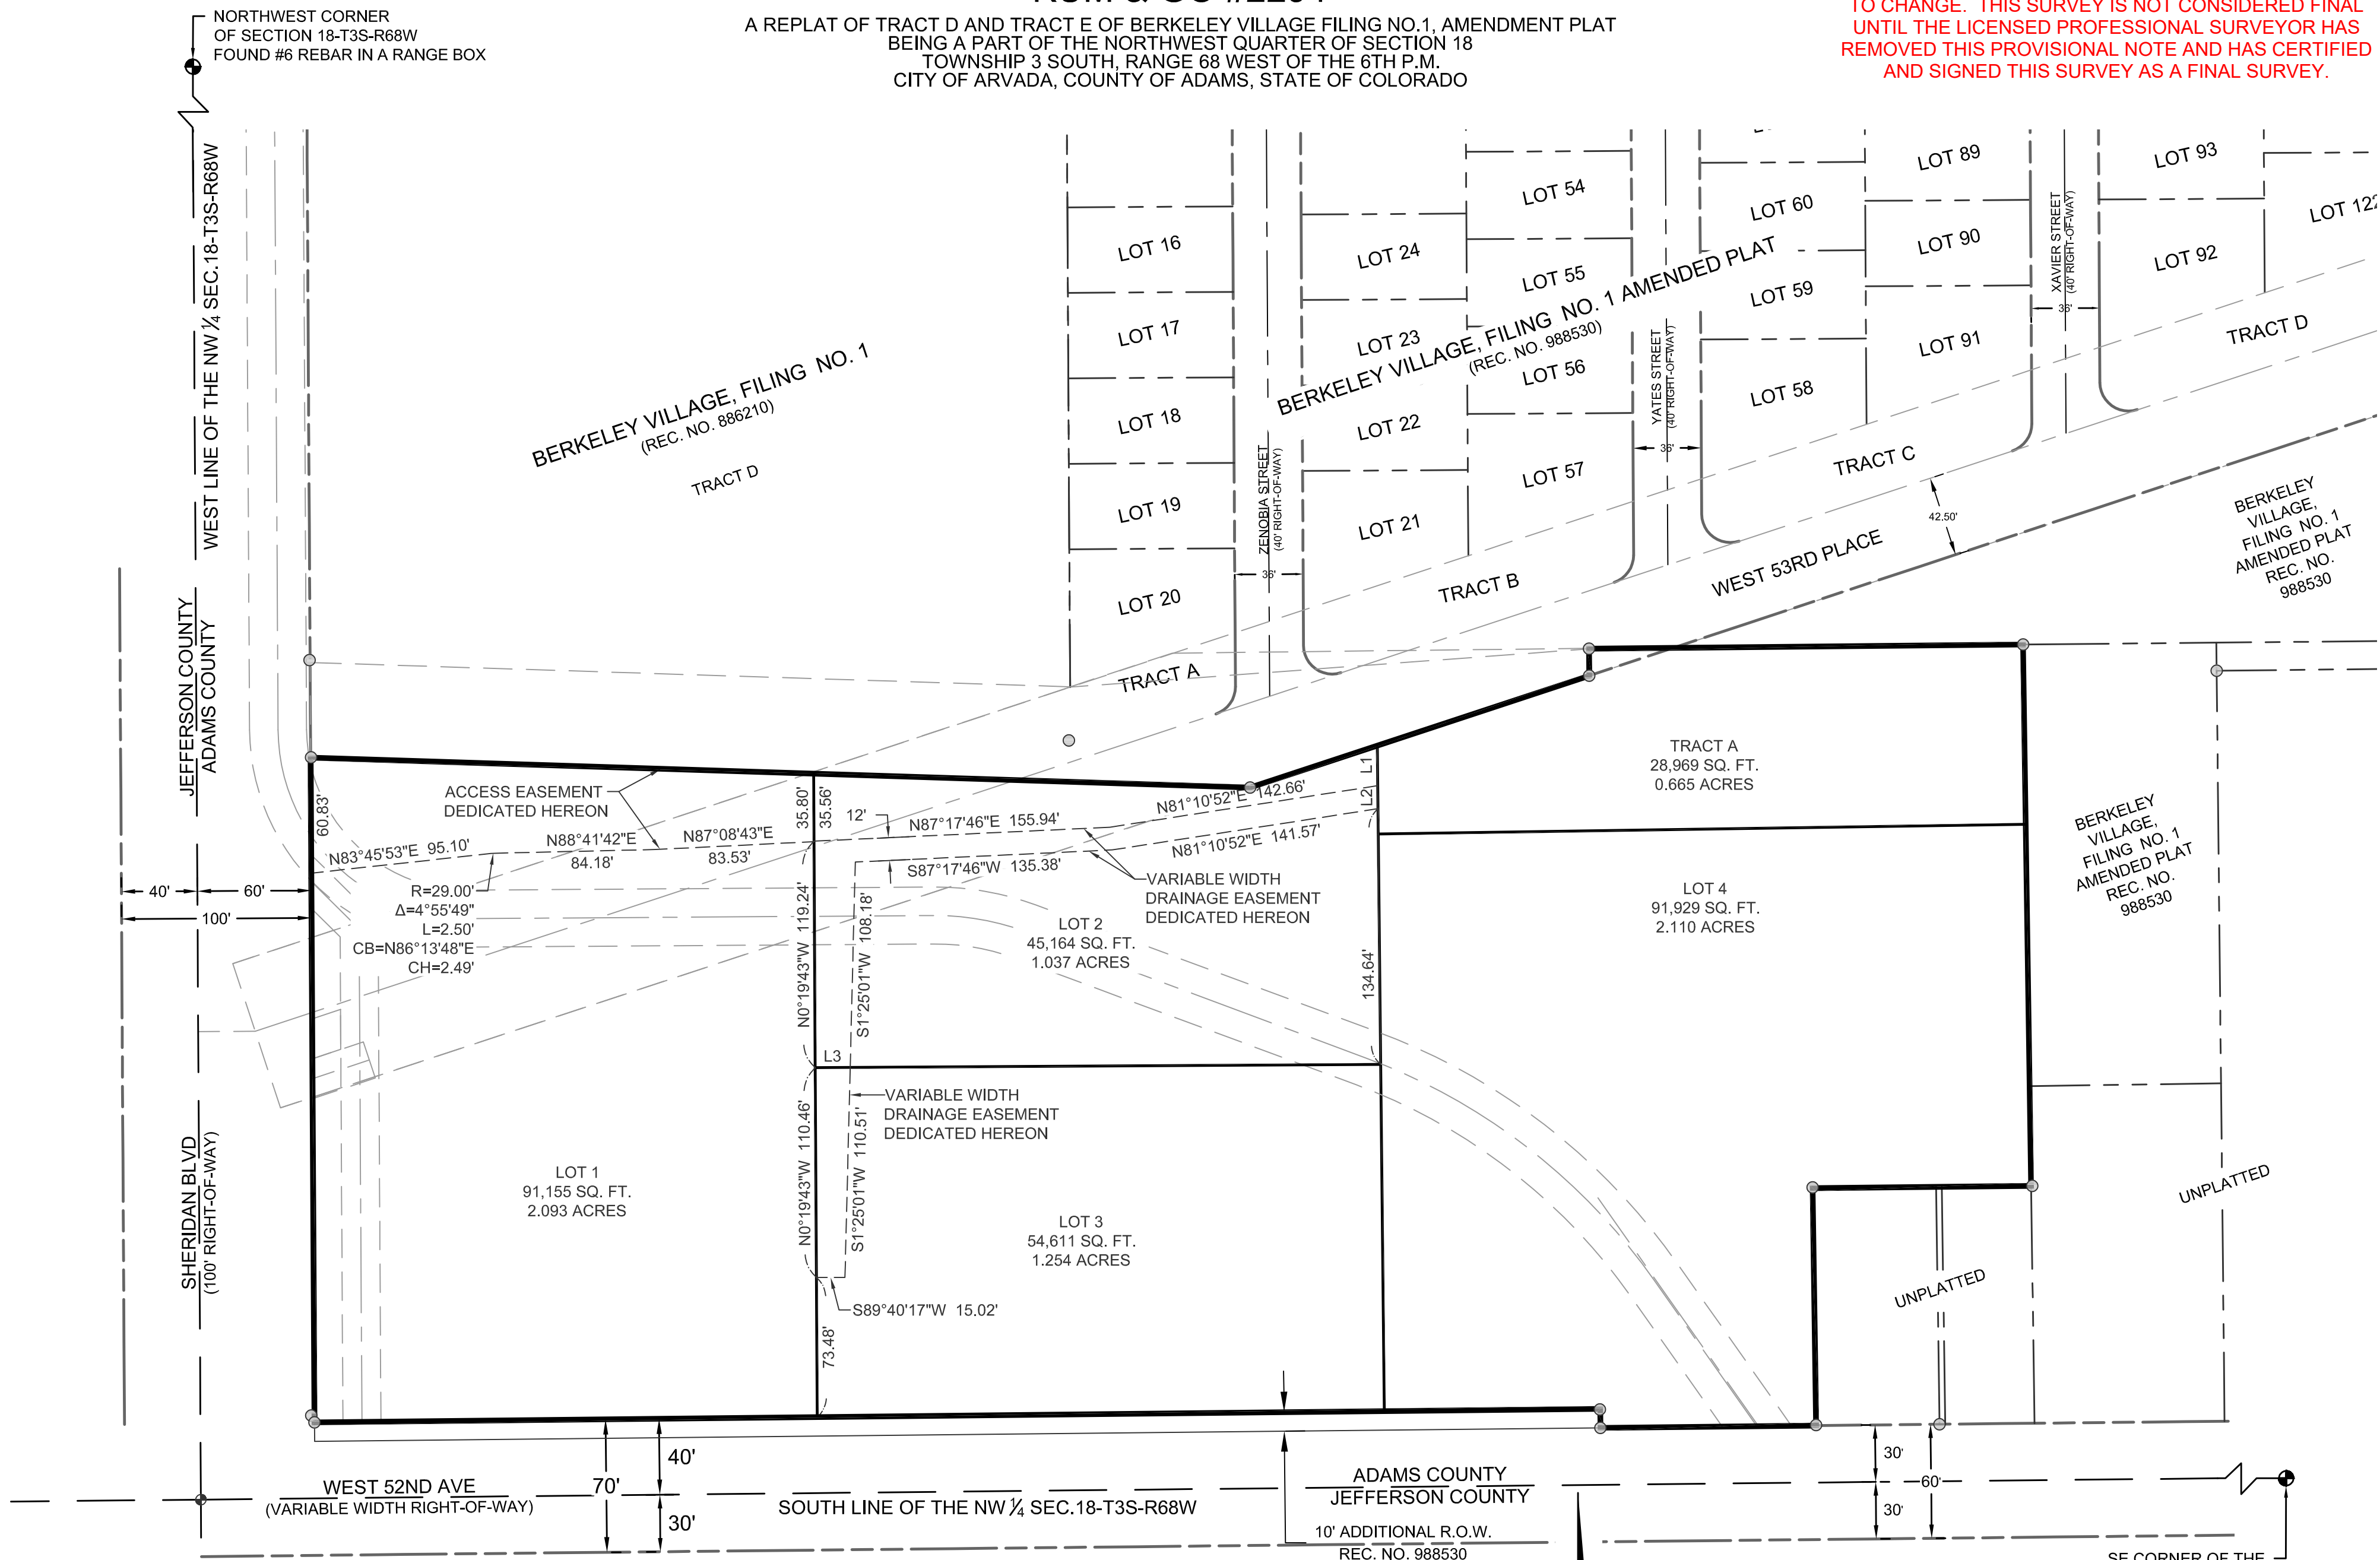 NORTHWEST CORNER
OF SECTION 18-T3S-R68W
FOUND #6 REBAR IN A RANGE BOX
A REPLAT OF TRACT D AND TRACT E OF BERKELEY VILLAGE FILING NO.1, AMENDMENT PLAT
BEING A PART OF THE NORTHWEST QUARTER OF SECTION 18
TOWNSHIP 3 SOUTH, RANGE 68 WEST OF THE 6TH P.M.
CITY OF ARVADA, COUNTY OF ADAMS, STATE OF COLORADO
TO CHANGE. THIS SURVEY IS NOT CONSIDERED FINAL
UNTIL THE LICENSED PROFESSIONAL SURVEYOR HAS
REMOVED THIS PROVISIONAL NOTE AND HAS CERTIFIED
AND SIGNED THIS SURVEY AS A FINAL SURVEY.
WEST LINE OF THE NW ¼ SEC.18-T3S-R68W
JEFFERSON COUNTY
ADAMS COUNTY
BERKELEY VILLAGE, FILING NO. 1
(REC. NO. 886210)
TRACT D
LOT 16
LOT 17
LOT 18
LOT 19
LOT 20
ZENOBIA STREET
(40' RIGHT-OF-WAY)
36'
LOT 24
LOT 23
LOT 22
LOT 21
BERKELEY VILLAGE, FILING NO. 1 AMENDED PLAT
(REC. NO. 988530)
LOT 54
LOT 55
LOT 56
LOT 57
YATES STREET
(40' RIGHT-OF-WAY)
36'
LOT 60
LOT 59
LOT 58
LOT 89
LOT 90
LOT 91
XAVIER STREET
(40' RIGHT-OF-WAY)
36'
LOT 93
LOT 92
LOT 122
TRACT A
TRACT B
TRACT C
TRACT D
WEST 53RD PLACE
42.50'
BERKELEY
VILLAGE,
FILING NO. 1
AMENDED PLAT
REC. NO.
988530
TRACT A
28,969 SQ. FT.
0.665 ACRES
ACCESS EASEMENT
DEDICATED HEREON
60.83'
N83°45'53"E 95.10'
N88°41'42"E
84.18'
N87°08'43"E
83.53'
35.80'
35.56'
12'
N87°17'46"E 155.94'
N81°10'52"E 142.66'
L1
L2
S87°17'46"W 135.38'
N81°10'52"E 141.57'
R=29.00'
Δ=4°55'49"
L=2.50'
CB=N86°13'48"E
CH=2.49'
40'
60'
100'
VARIABLE WIDTH
DRAINAGE EASEMENT
DEDICATED HEREON
N0°19'43"W 119.24'
S1°25'01"W 108.18'
LOT 2
45,164 SQ. FT.
1.037 ACRES
134.64'
LOT 4
91,929 SQ. FT.
2.110 ACRES
BERKELEY
VILLAGE,
FILING NO. 1
AMENDED PLAT
REC. NO.
988530
L3
VARIABLE WIDTH
DRAINAGE EASEMENT
DEDICATED HEREON
N0°19'43"W 110.46'
S1°25'01"W 110.51'
LOT 1
91,155 SQ. FT.
2.093 ACRES
LOT 3
54,611 SQ. FT.
1.254 ACRES
S89°40'17"W 15.02'
73.48'
SHERIDAN BLVD
(100' RIGHT-OF-WAY)
UNPLATTED
UNPLATTED
WEST 52ND AVE
(VARIABLE WIDTH RIGHT-OF-WAY)
70'
40'
30'
SOUTH LINE OF THE NW ¼ SEC.18-T3S-R68W
ADAMS COUNTY
JEFFERSON COUNTY
10' ADDITIONAL R.O.W.
REC. NO. 988530
30'
60'
30'
SE CORNER OF THE